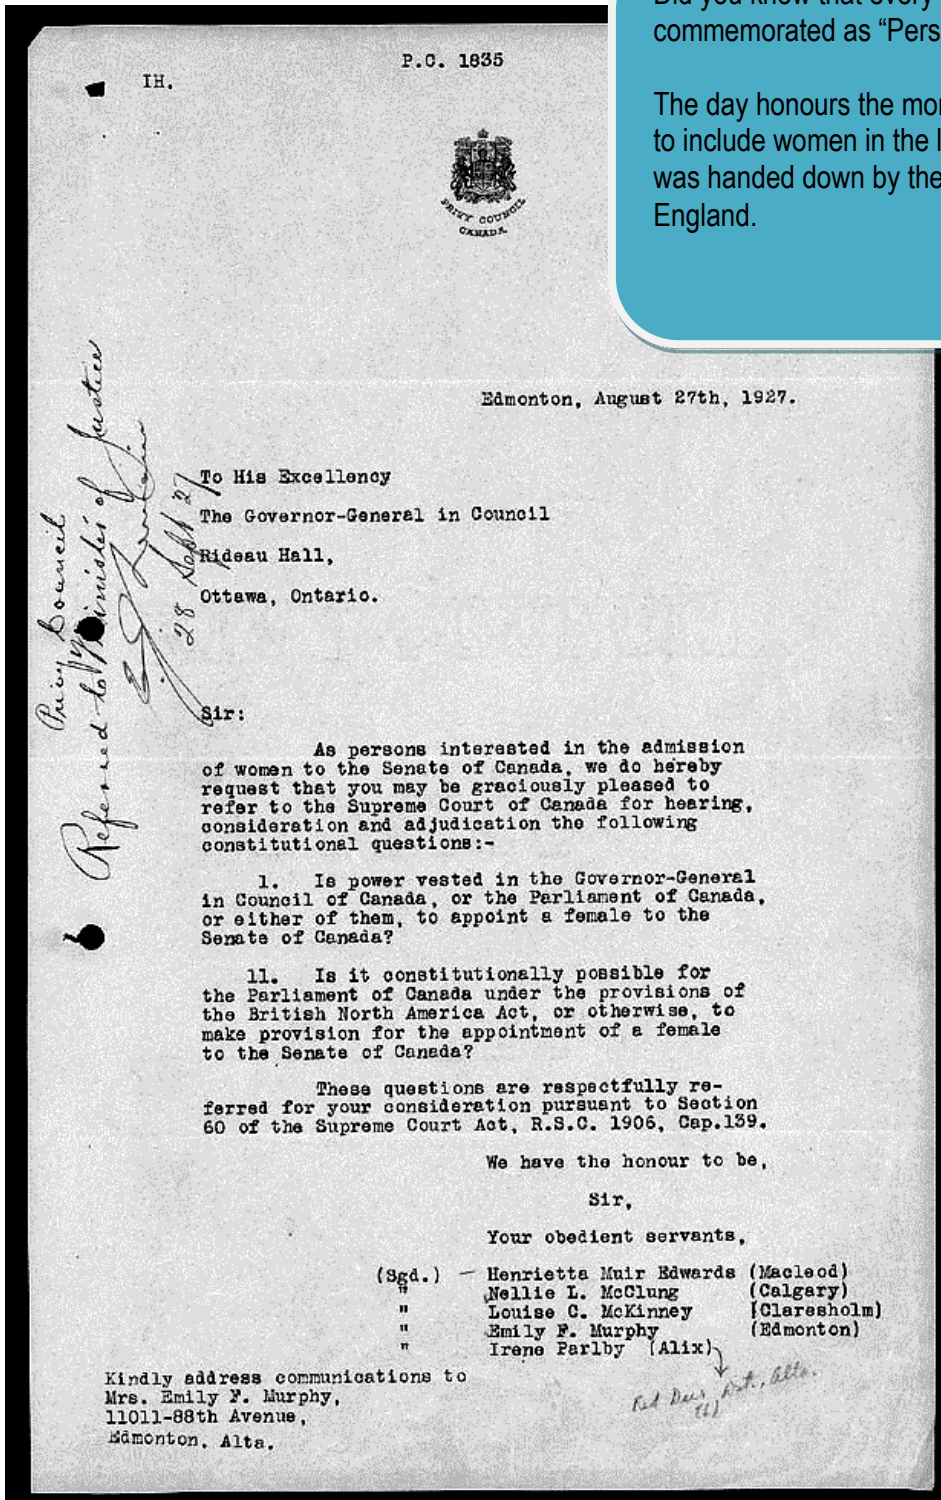 Did you know that every
commemorated as “Pers
The day honours the mo
to include women in the l
was handed down by the
England.
P.C. 1835
IH.
PRIVY COUNCIL
CANADA
Edmonton, August 27th, 1927.
Privy Council
Referred to Minister of Justice
28 Sept 27
To His Excellency
The Governor-General in Council
Rideau Hall,
Ottawa, Ontario.
Sir:
As persons interested in the admission
of women to the Senate of Canada, we do hereby
request that you may be graciously pleased to
refer to the Supreme Court of Canada for hearing,
consideration and adjudication the following
constitutional questions:-
1. Is power vested in the Governor-General
in Council of Canada, or the Parliament of Canada,
or either of them, to appoint a female to the
Senate of Canada?
11. Is it constitutionally possible for
the Parliament of Canada under the provisions of
the British North America Act, or otherwise, to
make provision for the appointment of a female
to the Senate of Canada?
These questions are respectfully re-
ferred for your consideration pursuant to Section
60 of the Supreme Court Act, R.S.C. 1906, Cap.139.
We have the honour to be,
Sir,
Your obedient servants,
(Sgd.) — Henrietta Muir Edwards (Macleod)
" Nellie L. McClung (Calgary)
" Louise C. McKinney (Claresholm)
" Emily F. Murphy (Edmonton)
" Irene Parlby (Alix)
Red Deer Dist., Alta.
Kindly address communications to
Mrs. Emily F. Murphy,
11011-88th Avenue,
Edmonton, Alta.